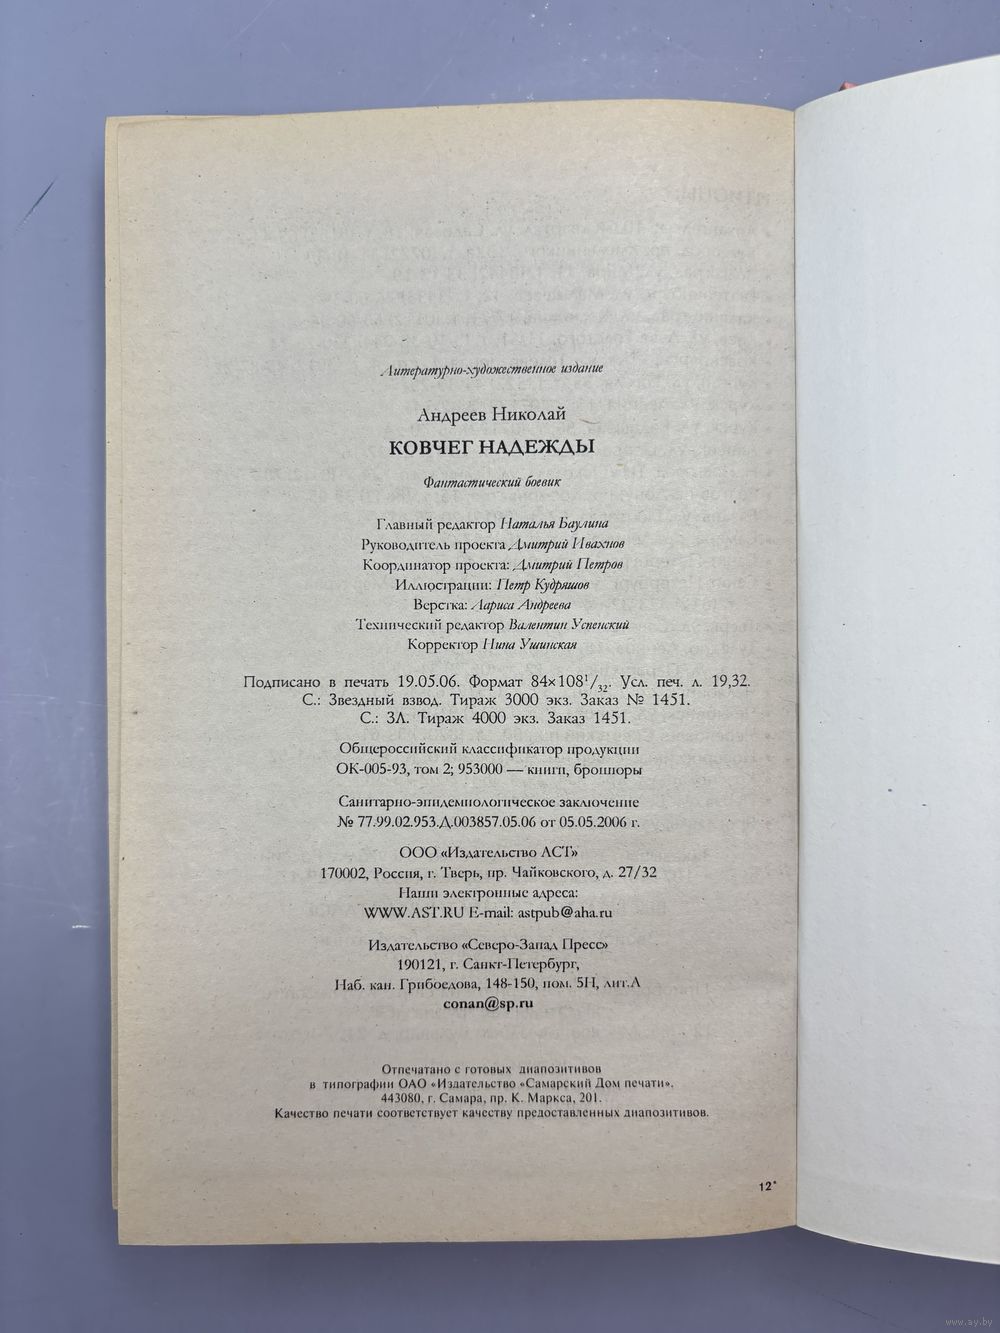 Литературно-художественное издание
Андреев Николай
КОВЧЕГ НАДЕЖДЫ
Фантастический боевик
Главный редактор Наталья Баулина
Руководитель проекта Дмитрий Ивахнов
Координатор проекта: Дмитрий Петров
Иллюстрации: Петр Кудряшов
Верстка: Лариса Андреева
Технический редактор Валентин Успенский
Корректор Нина Ушинская
Подписано в печать 19.05.06. Формат 84×108¹/₃₂. Усл. печ. л. 19,32.
С.: Звездный взвод. Тираж 3000 экз. Заказ № 1451.
С.: ЗЛ. Тираж 4000 экз. Заказ 1451.
Общероссийский классификатор продукции
ОК-005-93, том 2; 953000 — книги, брошюры
Санитарно-эпидемиологическое заключение
№ 77.99.02.953.Д.003857.05.06 от 05.05.2006 г.
ООО «Издательство АСТ»
170002, Россия, г. Тверь, пр. Чайковского, д. 27/32
Наши электронные адреса:
WWW.AST.RU E-mail: astpub@aha.ru
Издательство «Северо-Запад Пресс»
190121, г. Санкт-Петербург,
Наб. кан. Грибоедова, 148-150, пом. 5Н, лит.А
conan@sp.ru
Отпечатано с готовых диапозитивов
в типографии ОАО «Издательство «Самарский Дом печати».
443080, г. Самара, пр. К. Маркса, 201.
Качество печати соответствует качеству предоставленных диапозитивов.
12*
www.ay.by